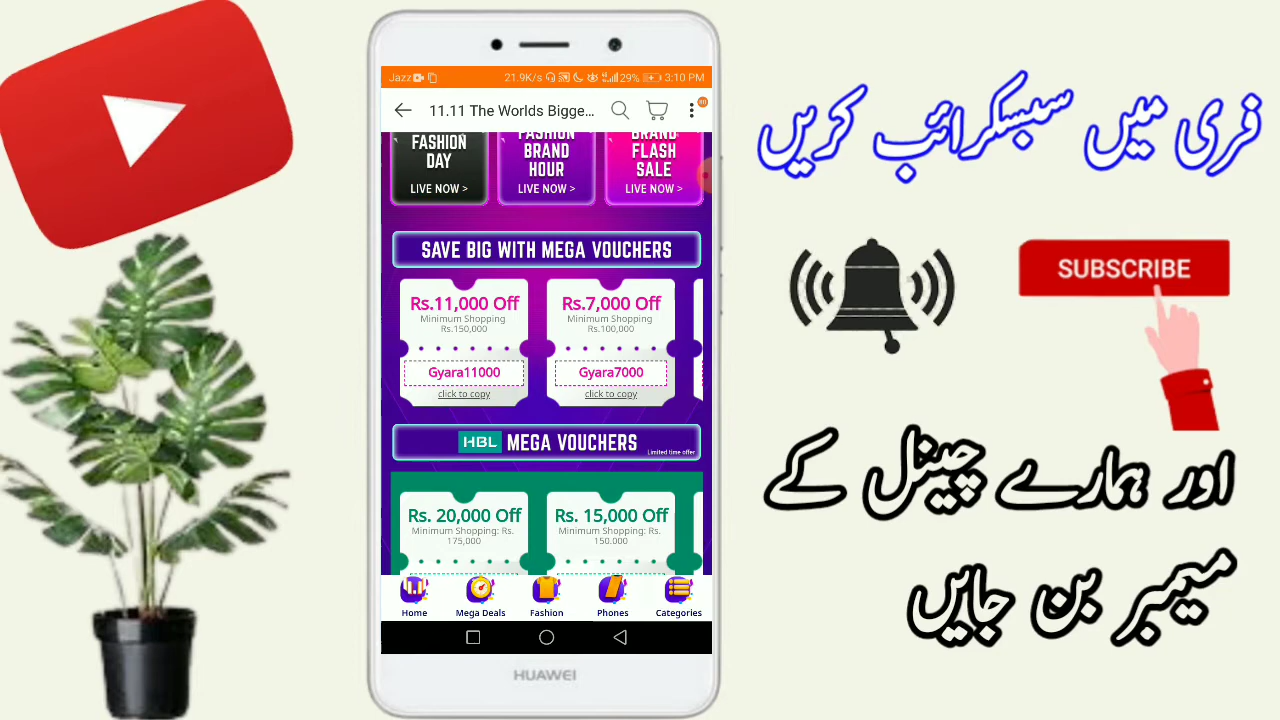 Jazz 21.9K/s 29% 3:10 PM
11.11 The Worlds Bigge...
FASHION DAY
LIVE NOW >
FASHION BRAND HOUR
LIVE NOW >
BRAND FLASH SALE
LIVE NOW >
SAVE BIG WITH MEGA VOUCHERS
Rs.11,000 Off
Minimum Shopping
Rs.150,000
Gyara11000
click to copy
Rs.7,000 Off
Minimum Shopping
Rs.100,000
Gyara7000
click to copy
HBL MEGA VOUCHERS
Limited time offer
Rs. 20,000 Off
Minimum Shopping: Rs.
175,000
Rs. 15,000 Off
Minimum Shopping: Rs.
150.000
Home
Mega Deals
Fashion
Phones
Categories
HUAWEI
فری میں سبسکرائب کریں
SUBSCRIBE
اور ہمارے چینل کے
میمبر بن جایں